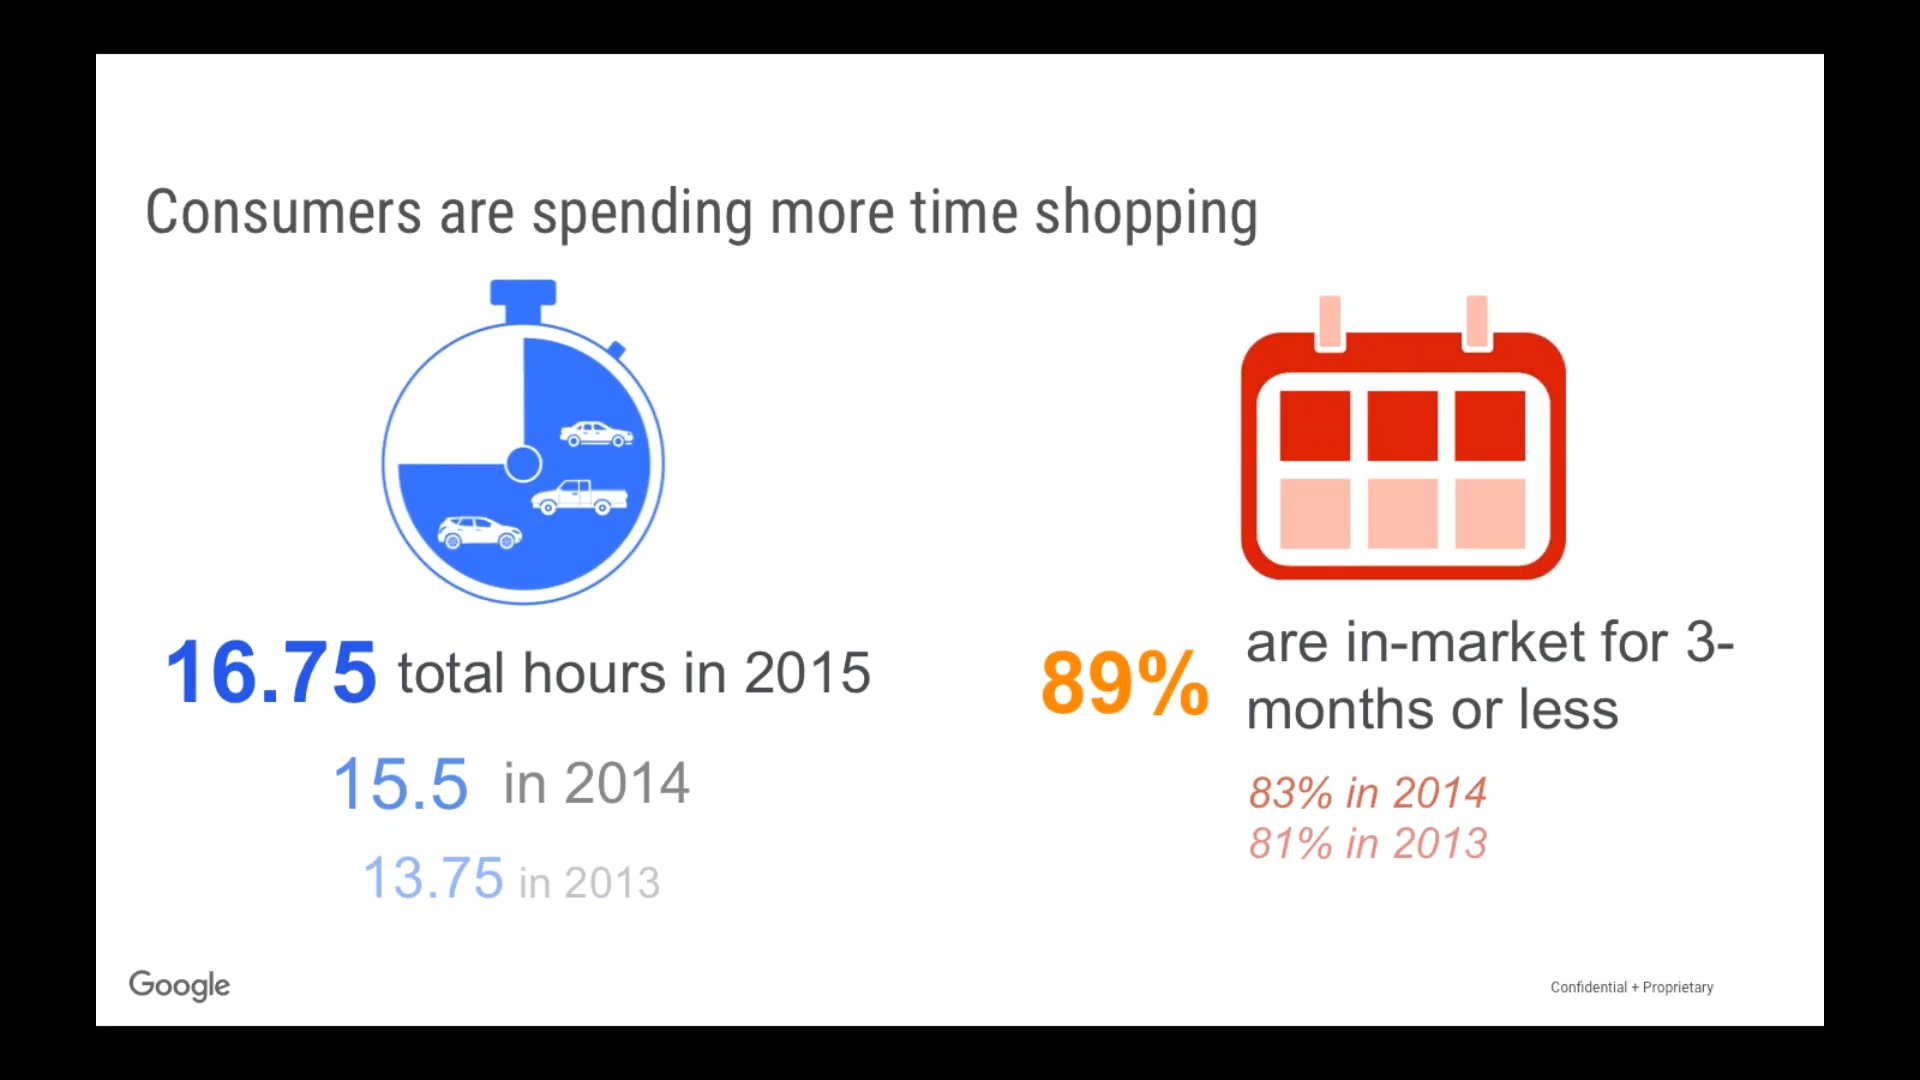 Consumers are spending more time shopping
16.75 total hours in 2015
15.5 in 2014
13.75 in 2013
89% are in-market for 3-
months or less
83% in 2014
81% in 2013
Google
Confidential + Proprietary